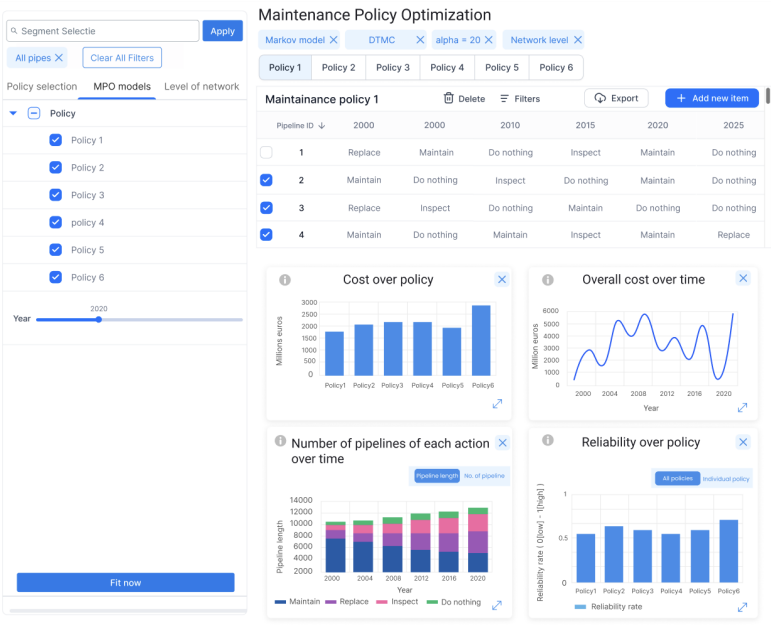 Segment Selectie
Apply
All pipes
Clear All Filters
Policy selection MPO models Level of network
Policy
Policy 1
Policy 2
Policy 3
policy 4
Policy 5
Policy 6
2020
Year
Fit now
Maintenance Policy Optimization
Markov model DTMC alpha = 20 Network level
Policy 1 Policy 2 Policy 3 Policy 4 Policy 5 Policy 6
Maintainance policy 1 Delete Filters Export + Add new item
Pipeline ID 2000 2000 2010 2015 2020 2025
1 Replace Maintain Do nothing Inspect Maintain Do nothing
2 Maintain Do nothing Inspect Do nothing Maintain Do nothing
3 Replace Inspect Do nothing Maintain Do nothing Do nothing
4 Maintain Do nothing Maintain Inspect Maintain Replace
Cost over policy
Millions euros
3000
2500
2000
1500
1000
500
0
Policy1 Policy2 Policy3 Policy4 Policy5 Policy6
Overall cost over time
Million euros
6000
5000
4000
3000
2000
1000
0
2000 2004 2008 2012 2016 2020
Year
Number of pipelines of each action
over time
Pipeline length No. of pipeline
Pipeline length
14000
12000
10000
8000
6000
4000
2000
2000 2004 2008 2012 2016 2020
Year
Maintain Replace Inspect Do nothing
Reliability over policy
All policies Individual policy
Reliability rate ( 0[low] - 1[high] )
1
0.5
0
Policy1 Policy2 Policy3 Policy4 Policy5 Policy6
Reliability rate